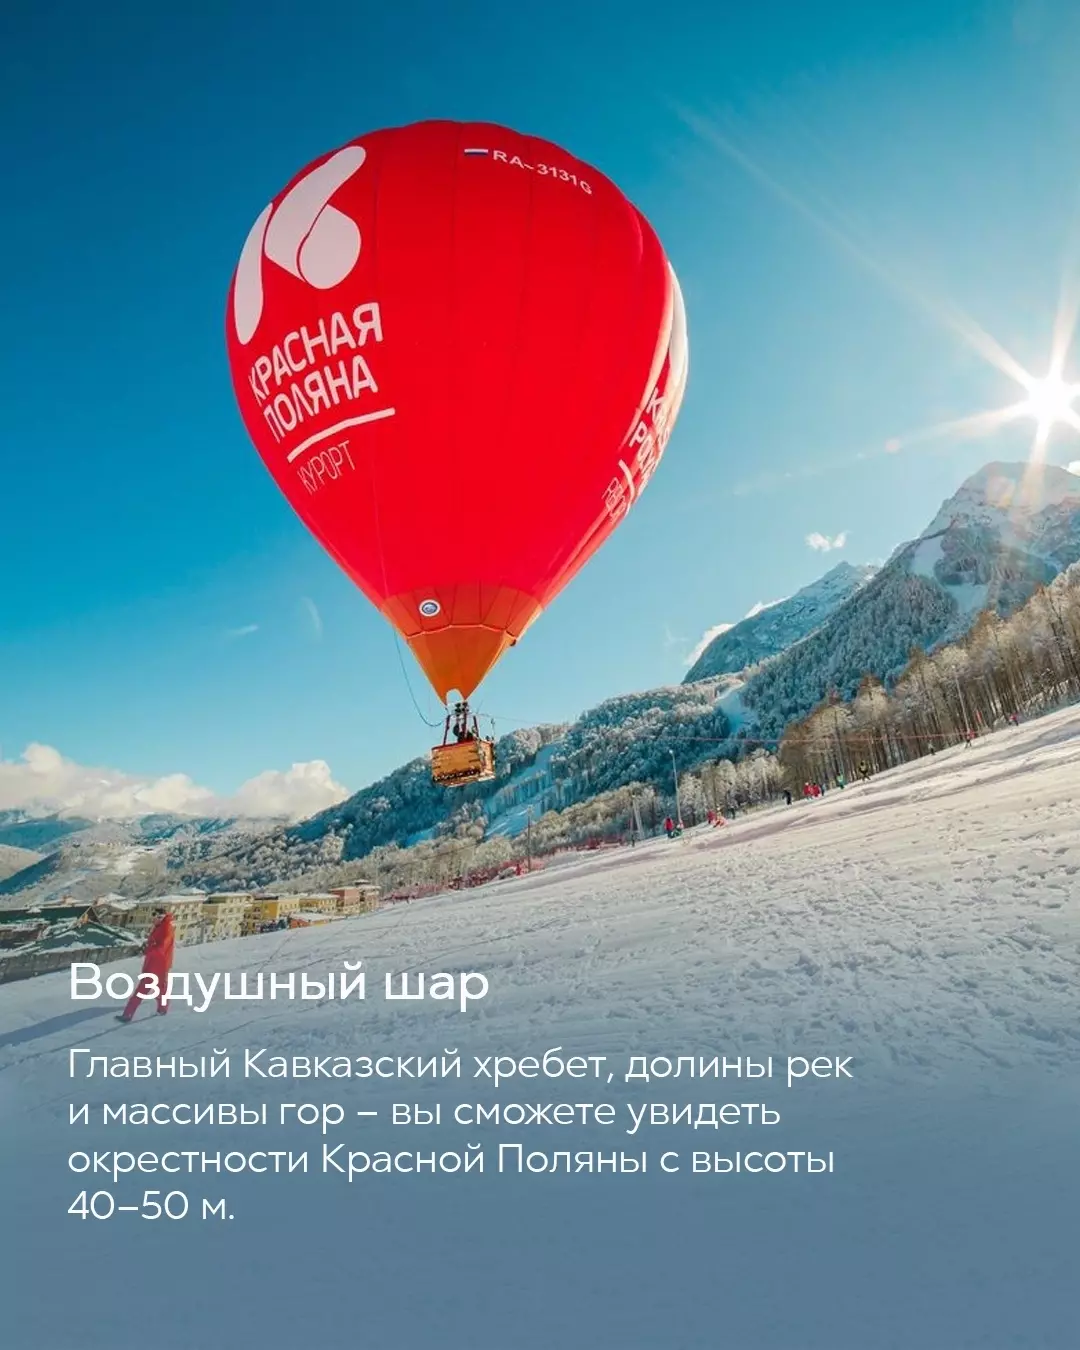 RA-3131G
КРАСНАЯ
ПОЛЯНА
КУРОРТ
Воздушный шар
Главный Кавказский хребет, долины рек
и массивы гор – вы сможете увидеть
окрестности Красной Поляны с высоты
40–50 м.